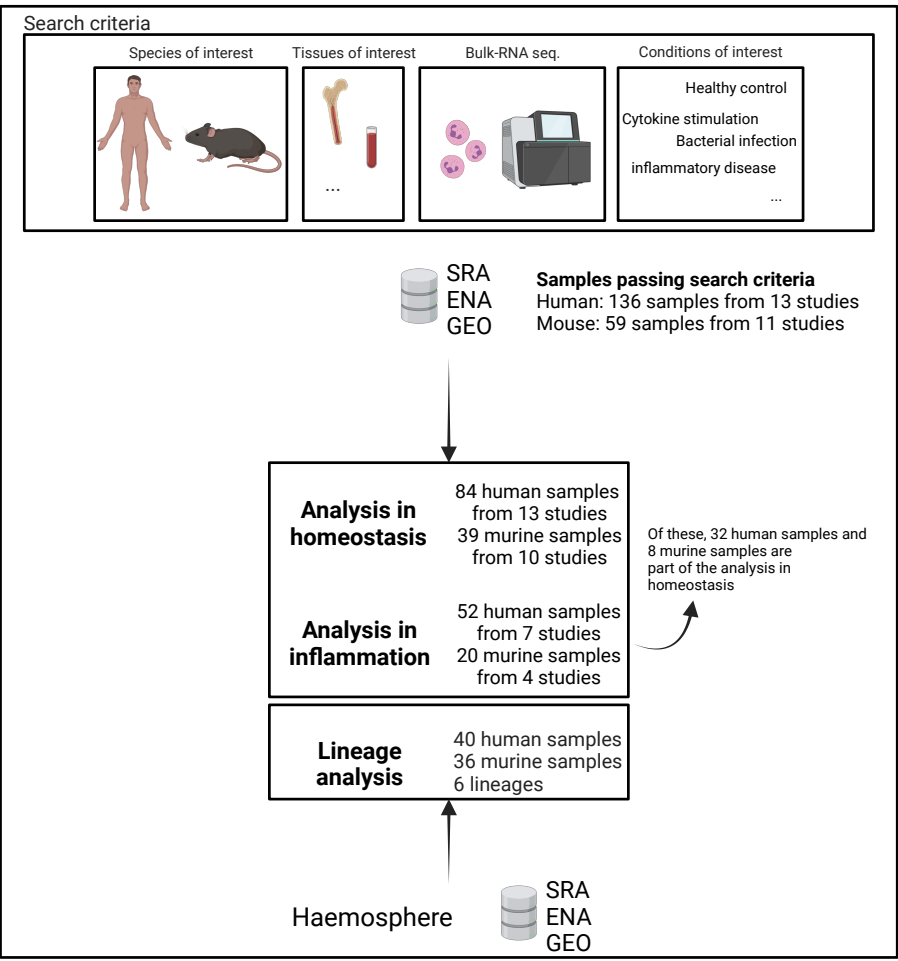 Search criteria
Species of interest
Tissues of interest
Bulk-RNA seq.
Conditions of interest
...
Healthy control
Cytokine stimulation
Bacterial infection
inflammatory disease
...
SRA
ENA
GEO
Samples passing search criteria
Human: 136 samples from 13 studies
Mouse: 59 samples from 11 studies
Analysis in
homeostasis
84 human samples
from 13 studies
39 murine samples
from 10 studies
Analysis in
inflammation
52 human samples
from 7 studies
20 murine samples
from 4 studies
Of these, 32 human samples and
8 murine samples are
part of the analysis in
homeostasis
Lineage
analysis
40 human samples
36 murine samples
6 lineages
Haemosphere
SRA
ENA
GEO